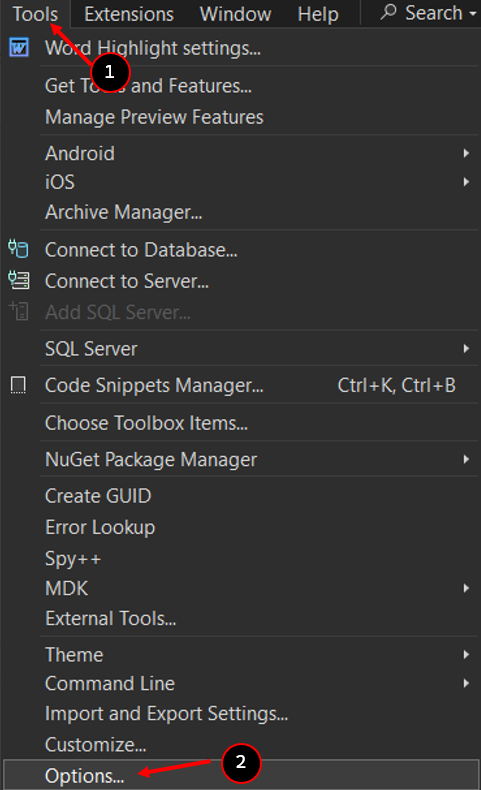 Tools Extensions Window Help Search
1
W Word Highlight settings...
Get Tools and Features...
Manage Preview Features
Android
iOS
Archive Manager...
Connect to Database...
Connect to Server...
Add SQL Server...
SQL Server
Code Snippets Manager... Ctrl+K, Ctrl+B
Choose Toolbox Items...
NuGet Package Manager
Create GUID
Error Lookup
Spy++
MDK
External Tools...
Theme
Command Line
Import and Export Settings...
Customize...
Options... 2